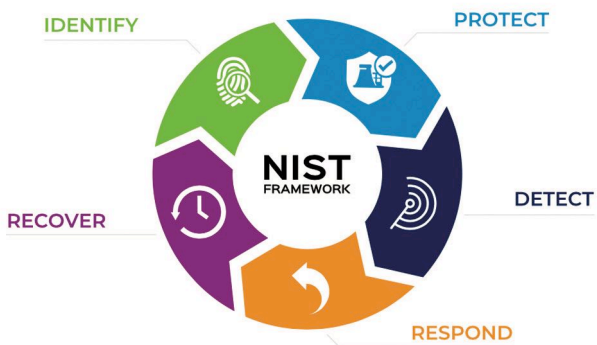 IDENTIFY
PROTECT
NIST
FRAMEWORK
DETECT
RECOVER
RESPOND